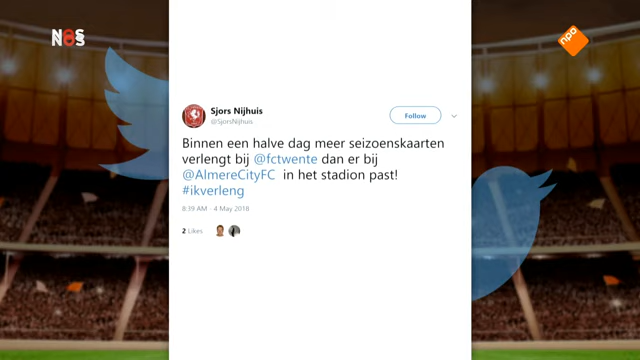 NOS
npo
Sjors Nijhuis
@SjorsNijhuis
Follow
Binnen een halve dag meer seizoenskaarten
verlengt bij @fctwente dan er bij
@AlmereCityFC in het stadion past!
#ikverleng
8:39 AM - 4 May 2018
2 Likes